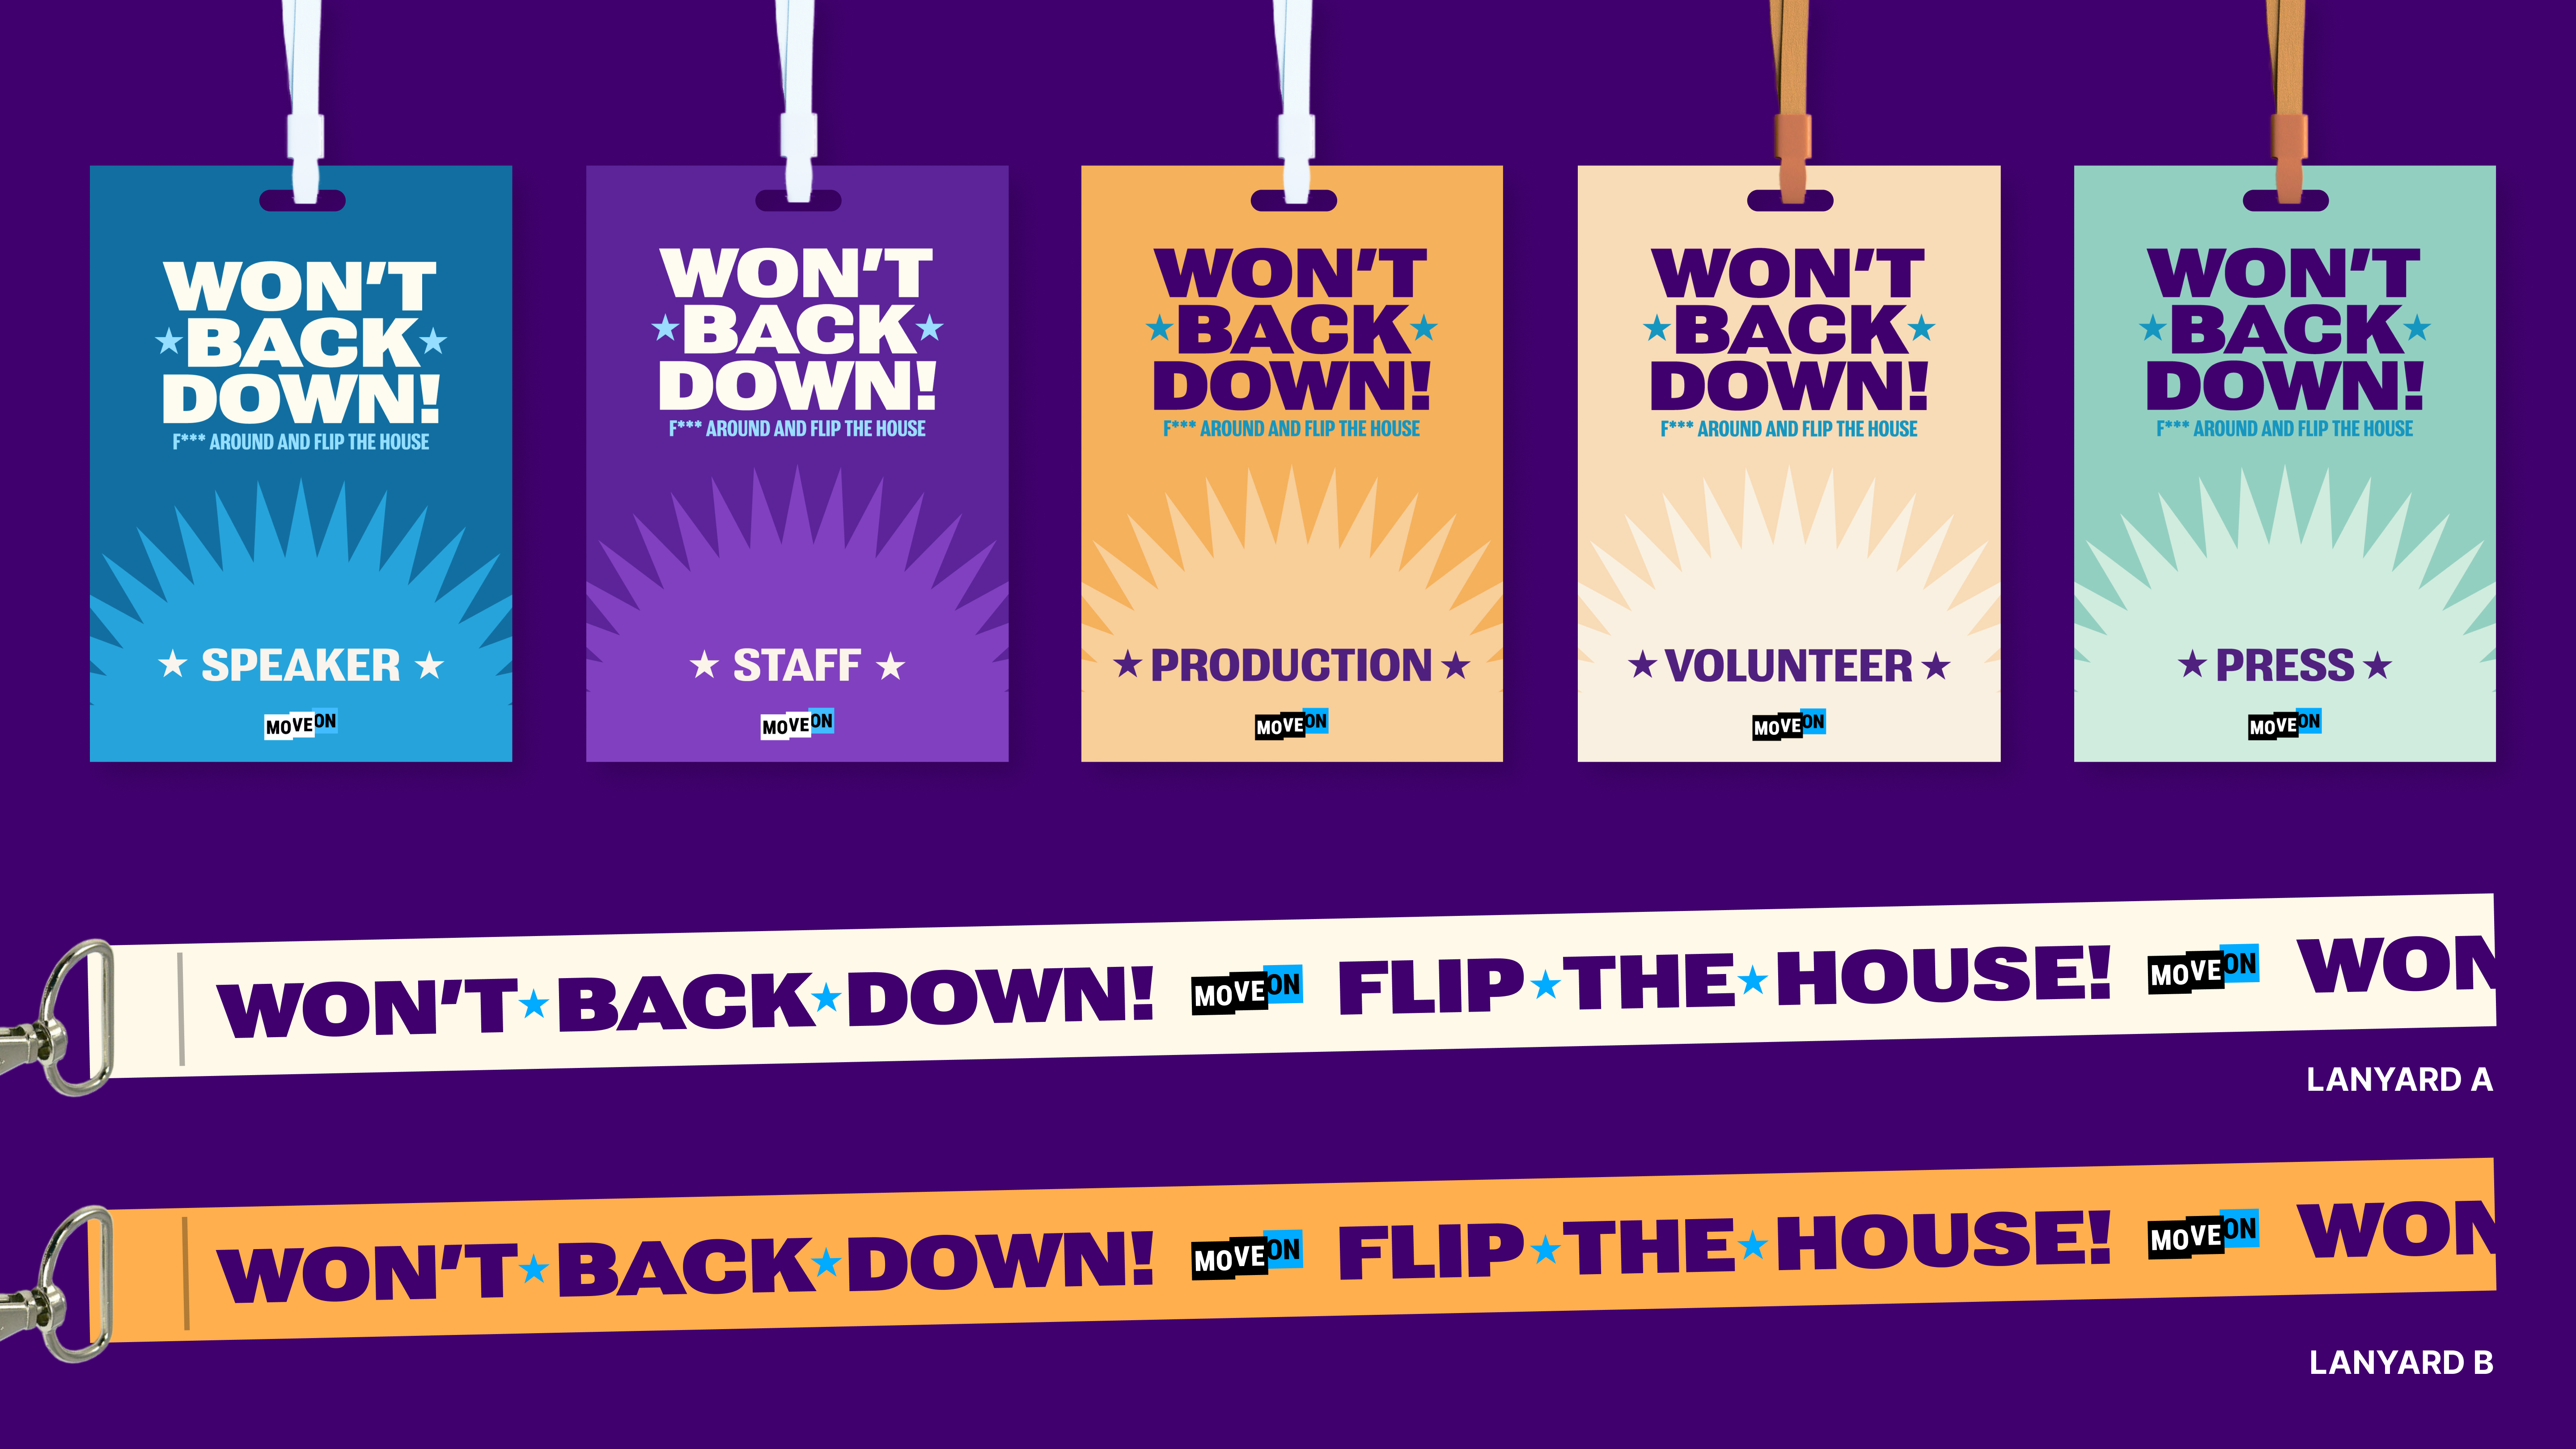 WON'T
★BACK★
DOWN!
F*** AROUND AND FLIP THE HOUSE
★ SPEAKER ★
MOVEON
WON'T
★BACK★
DOWN!
F*** AROUND AND FLIP THE HOUSE
★ STAFF ★
MOVEON
WON'T
★BACK★
DOWN!
F*** AROUND AND FLIP THE HOUSE
★ PRODUCTION ★
MOVEON
WON'T
★BACK★
DOWN!
F*** AROUND AND FLIP THE HOUSE
★ VOLUNTEER ★
MOVEON
WON'T
★BACK★
DOWN!
F*** AROUND AND FLIP THE HOUSE
★ PRESS ★
MOVEON
WON'T★BACK★DOWN! MOVEON FLIP★THE★HOUSE! MOVEON WON
LANYARD A
WON'T★BACK★DOWN! MOVEON FLIP★THE★HOUSE! MOVEON WON
LANYARD B